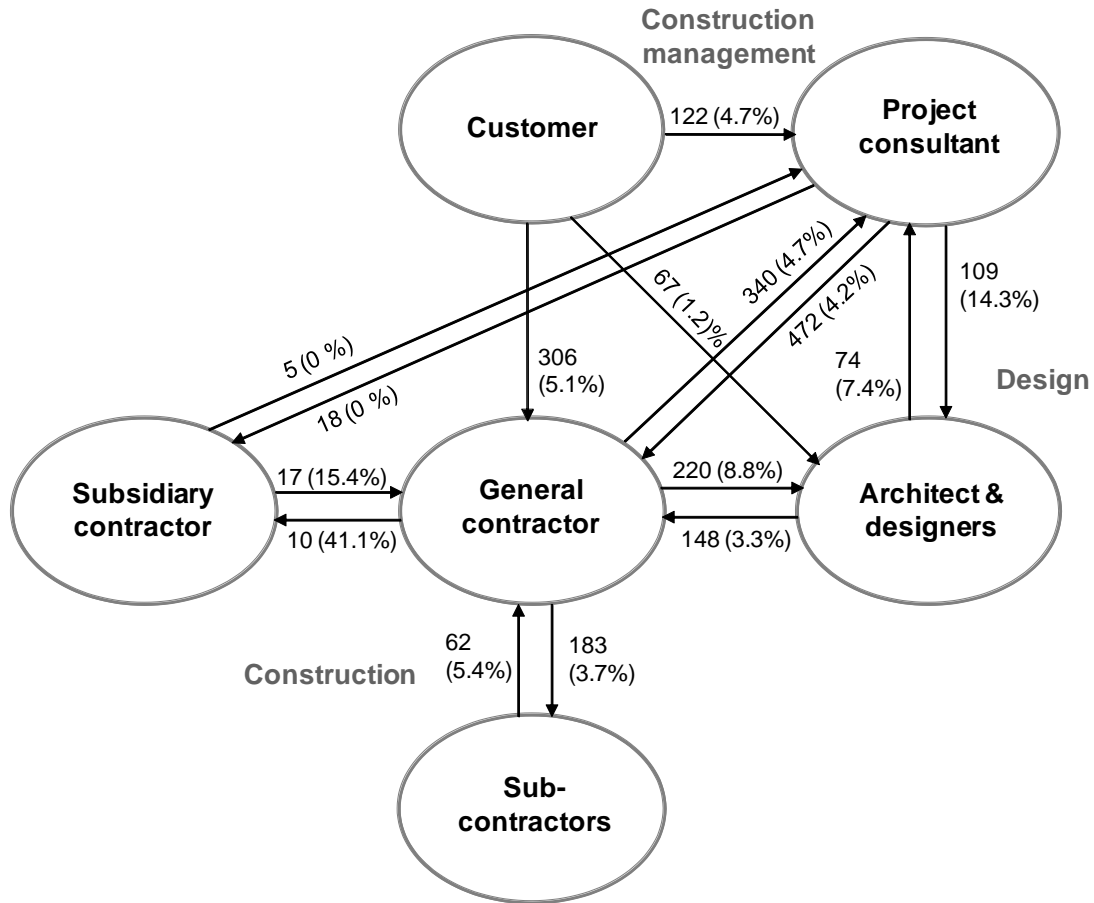 Construction
management
Customer
122 (4.7%)
Project
consultant
67 (1.2)%
340 (4.7%)
472 (4.2%)
109
(14.3%)
5 (0 %)
18 (0 %)
306
(5.1%)
74
(7.4%)
Design
Subsidiary
contractor
17 (15.4%)
10 (41.1%)
General
contractor
220 (8.8%)
148 (3.3%)
Architect &
designers
Construction
62
(5.4%)
183
(3.7%)
Sub-
contractors